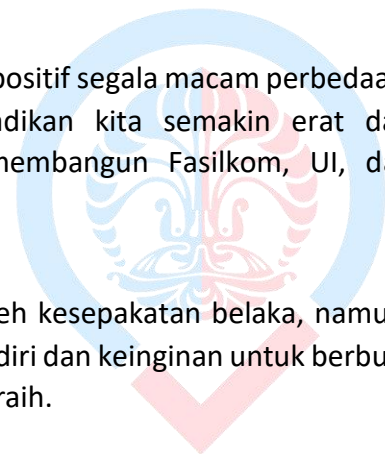 positif segala macam perbedaa
dikan kita semakin erat da
membangun Fasilkom, UI, da
eh kesepakatan belaka, namu
diri dan keinginan untuk berbu
raih.